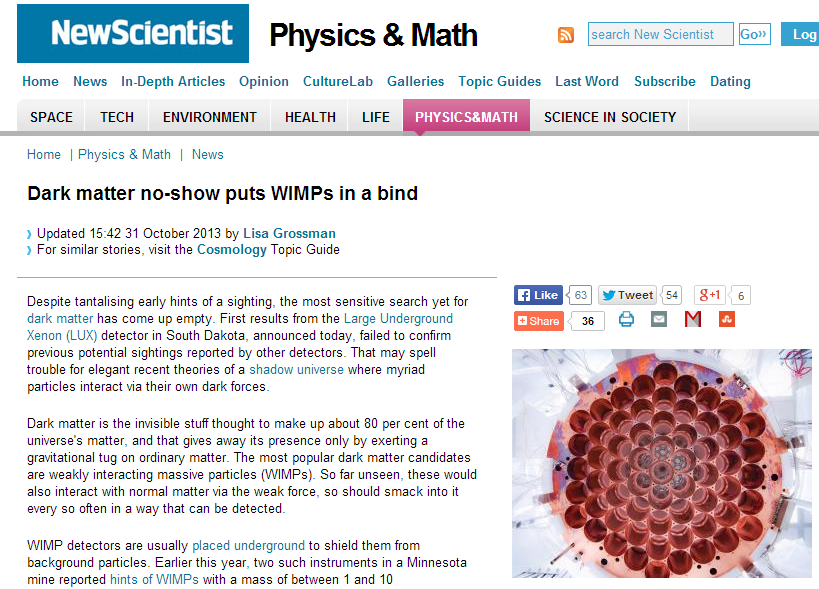 NewScientist Physics & Math
search New Scientist Go» Log
Home News In-Depth Articles Opinion CultureLab Galleries Topic Guides Last Word Subscribe Dating
SPACE TECH ENVIRONMENT HEALTH LIFE PHYSICS&MATH SCIENCE IN SOCIETY
Home | Physics & Math | News
Dark matter no-show puts WIMPs in a bind
Updated 15:42 31 October 2013 by Lisa Grossman
For similar stories, visit the Cosmology Topic Guide
Like 63 Tweet 54 g+1 6
Share 36
Despite tantalising early hints of a sighting, the most sensitive search yet for
dark matter has come up empty. First results from the Large Underground
Xenon (LUX) detector in South Dakota, announced today, failed to confirm
previous potential sightings reported by other detectors. That may spell
trouble for elegant recent theories of a shadow universe where myriad
particles interact via their own dark forces.
Dark matter is the invisible stuff thought to make up about 80 per cent of the
universe's matter, and that gives away its presence only by exerting a
gravitational tug on ordinary matter. The most popular dark matter candidates
are weakly interacting massive particles (WIMPs). So far unseen, these would
also interact with normal matter via the weak force, so should smack into it
every so often in a way that can be detected.
WIMP detectors are usually placed underground to shield them from
background particles. Earlier this year, two such instruments in a Minnesota
mine reported hints of WIMPs with a mass of between 1 and 10